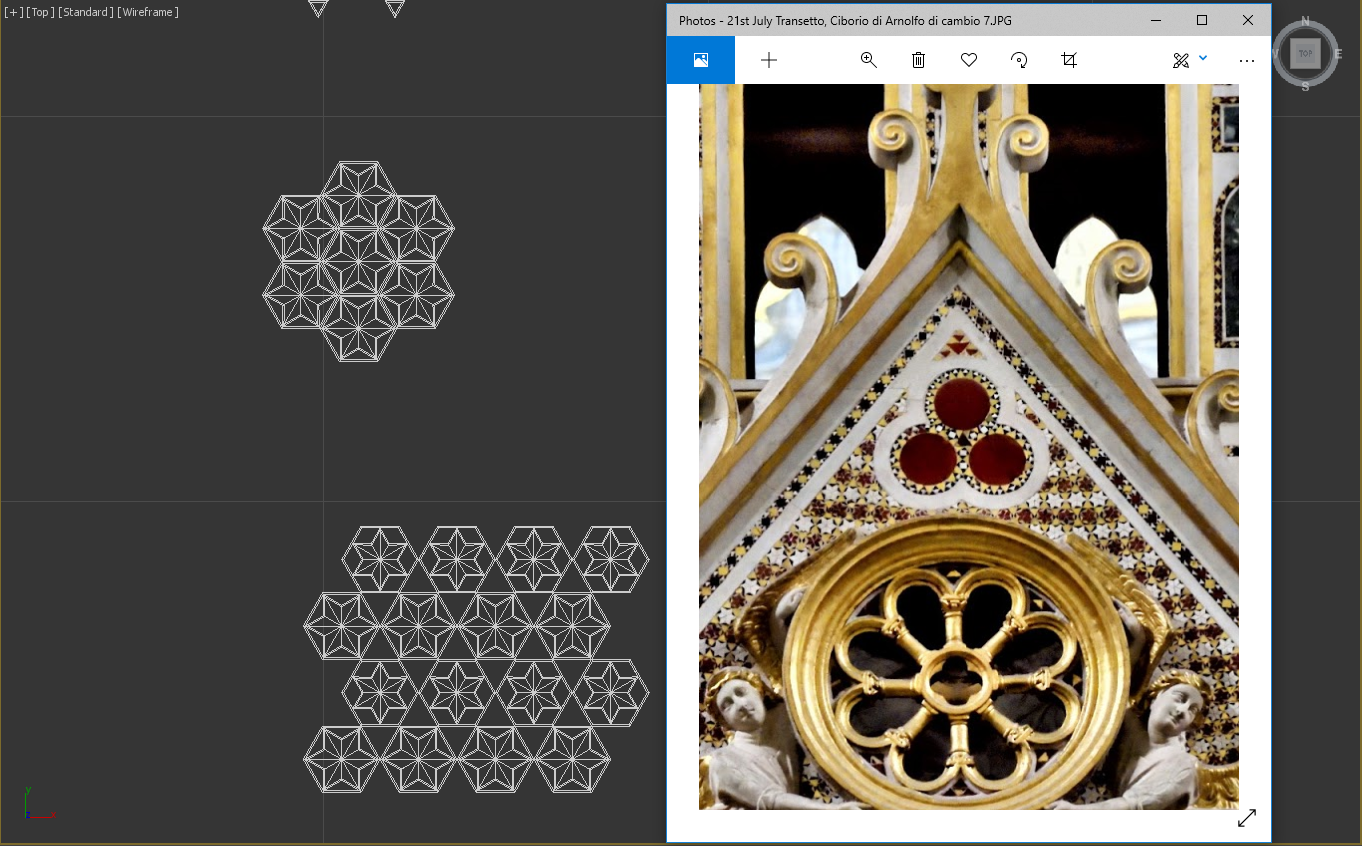 [+] [Top] [Standard] [Wireframe]
Photos - 21st July Transetto, Ciborio di Arnolfo di cambio 7.JPG
N
TOP
E
S
y